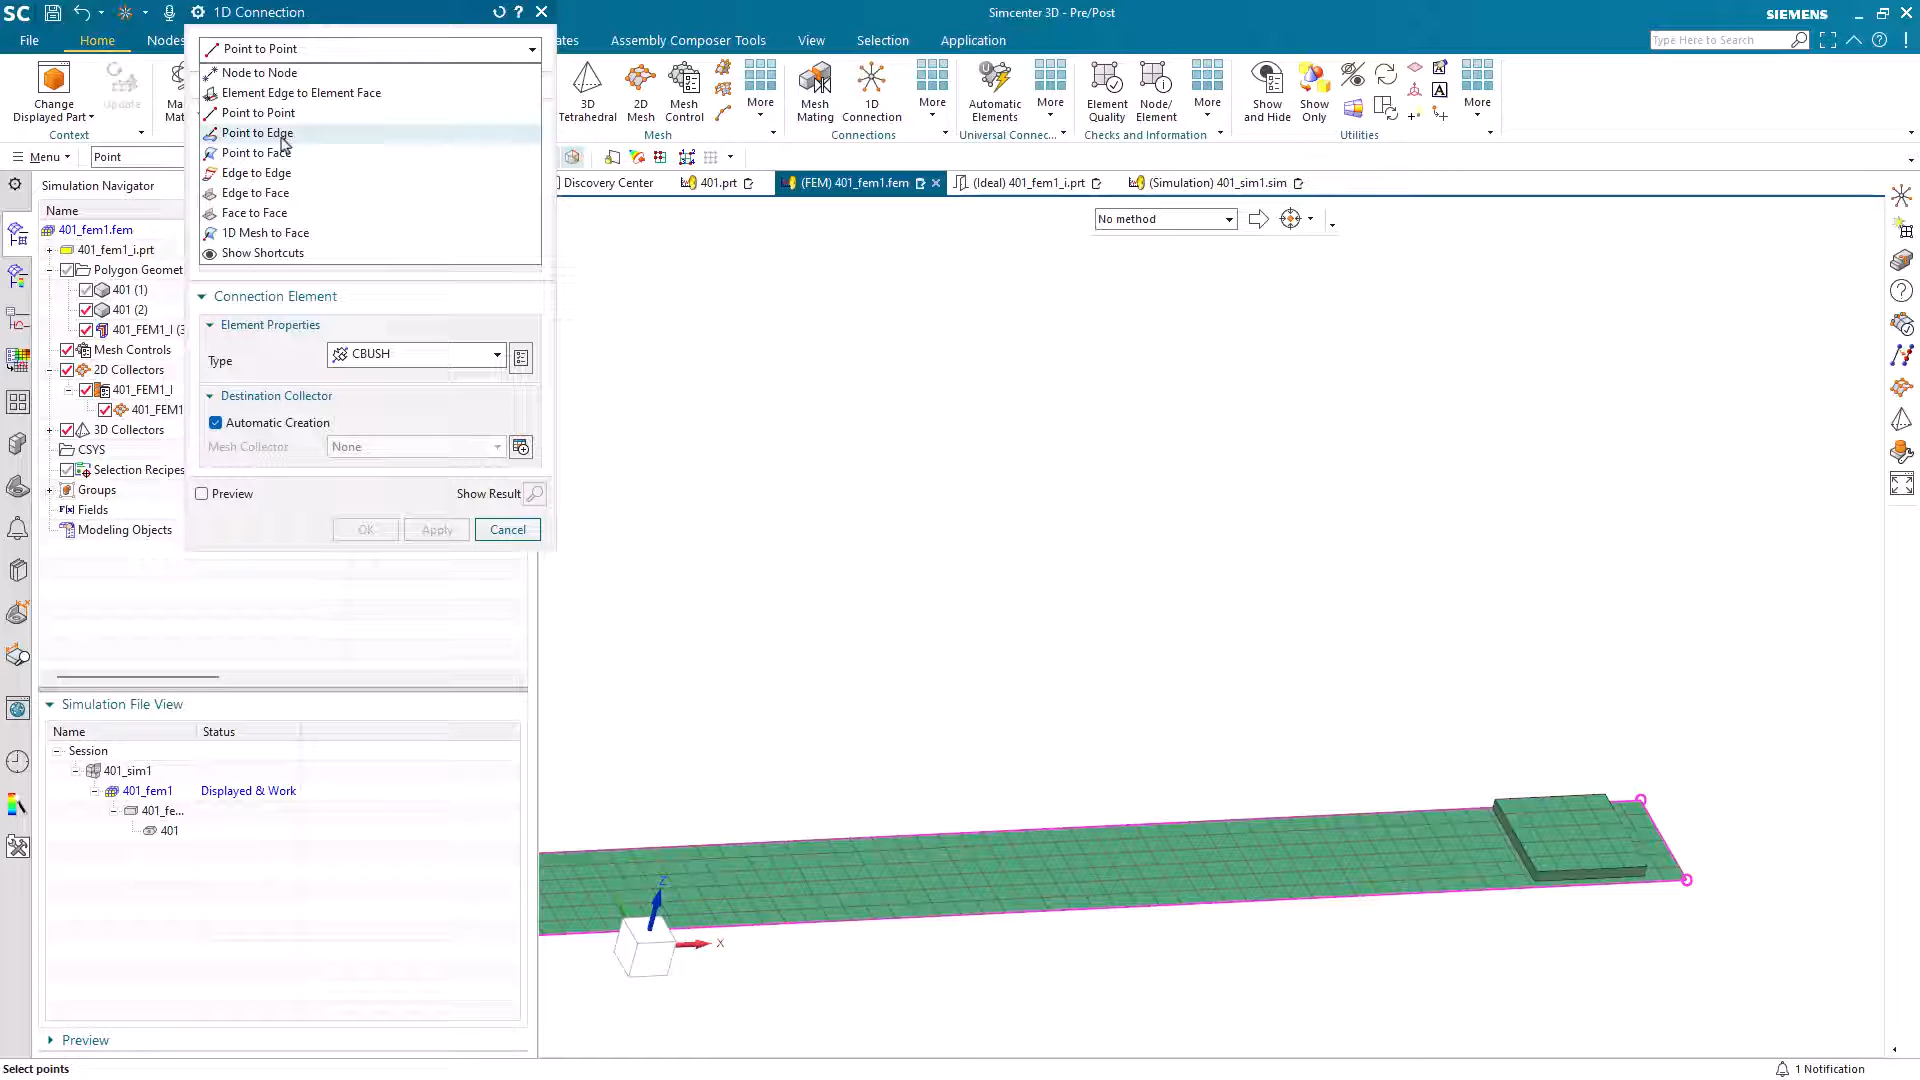 SC
1D Connection
Simcenter 3D - Pre/Post
SIEMENS
File
Home
Nodes
ates
Assembly Composer Tools
View
Selection
Application
Type Here to Search
Point to Point
Node to Node
Element Edge to Element Face
Point to Point
Point to Edge
Point to Face
Edge to Edge
Edge to Face
Face to Face
1D Mesh to Face
Show Shortcuts
Change
Displayed Part
Update
Context
3D
Tetrahedral
2D
Mesh
Mesh
Control
More
Mesh
Mesh
Mating
1D
Connection
More
Connections
Automatic
Elements
More
Universal Connec...
Element
Quality
Node/
Element
More
Checks and Information
Show
and Hide
Show
Only
More
Utilities
Menu
Point
Discovery Center
401.prt
(FEM) 401_fem1.fem
(Ideal) 401_fem1_i.prt
(Simulation) 401_sim1.sim
No method
Simulation Navigator
Name
401_fem1.fem
401_fem1_i.prt
Polygon Geomet
401 (1)
401 (2)
401_FEM1_I (3
Mesh Controls
2D Collectors
401_FEM1_I
401_FEM1
3D Collectors
CSYS
Selection Recipes
Groups
Fields
Modeling Objects
Connection Element
Element Properties
Type
CBUSH
Destination Collector
Automatic Creation
Mesh Collector
None
Preview
Show Result
OK
Apply
Cancel
Simulation File View
Name
Status
Session
401_sim1
401_fem1
Displayed & Work
401_fe...
401
Preview
Z
X
Select points
1 Notification